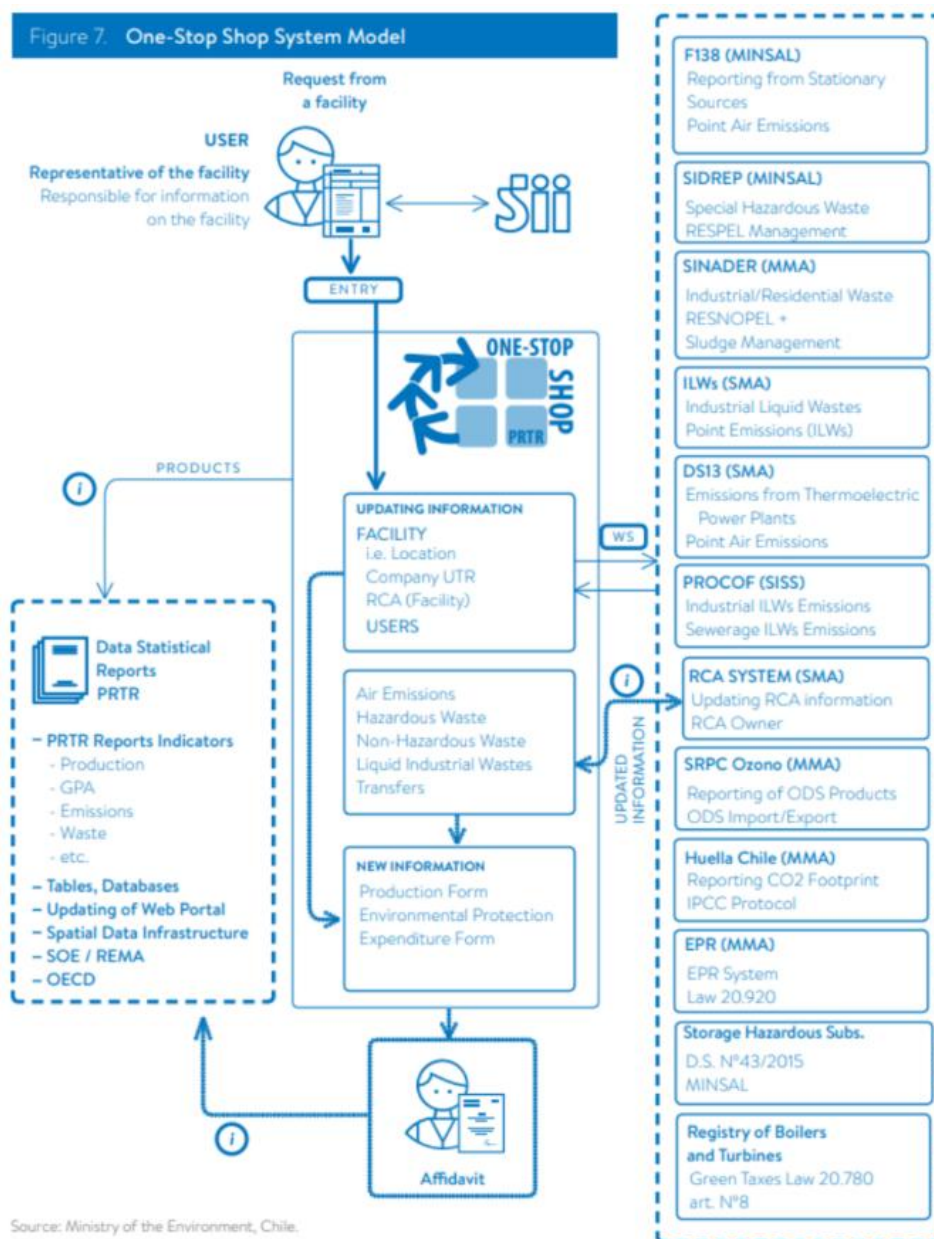 Figure 7. One-Stop Shop System Model
Request from
a facility
USER
Representative of the facility
Responsible for information
on the facility
Sii
ENTRY
ONE-STOP
SHOP
PRTR
PRODUCTS
i
UPDATING INFORMATION
FACILITY
i.e. Location
Company UTR
RCA (Facility)
USERS
WS
Air Emissions
Hazardous Waste
Non-Hazardous Waste
Liquid Industrial Wastes
Transfers
i
UPDATED
INFORMATION
NEW INFORMATION
Production Form
Environmental Protection
Expenditure Form
Data Statistical
Reports
PRTR
– PRTR Reports Indicators
- Production
- GPA
- Emissions
- Waste
- etc.
– Tables, Databases
– Updating of Web Portal
– Spatial Data Infrastructure
– SOE / REMA
– OECD
i
Affidavit
F138 (MINSAL)
Reporting from Stationary
Sources
Point Air Emissions
SIDREP (MINSAL)
Special Hazardous Waste
RESPEL Management
SINADER (MMA)
Industrial/Residential Waste
RESNOPEL +
Sludge Management
ILWs (SMA)
Industrial Liquid Wastes
Point Emissions (ILWs)
DS13 (SMA)
Emissions from Thermoelectric
Power Plants
Point Air Emissions
PROCOF (SISS)
Industrial ILWs Emissions
Sewerage ILWs Emissions
RCA SYSTEM (SMA)
Updating RCA information
RCA Owner
SRPC Ozono (MMA)
Reporting of ODS Products
ODS Import/Export
Huella Chile (MMA)
Reporting CO2 Footprint
IPCC Protocol
EPR (MMA)
EPR System
Law 20.920
Storage Hazardous Subs.
D.S. N°43/2015
MINSAL
Registry of Boilers
and Turbines
Green Taxes Law 20.780
art. N°8
Source: Ministry of the Environment, Chile.